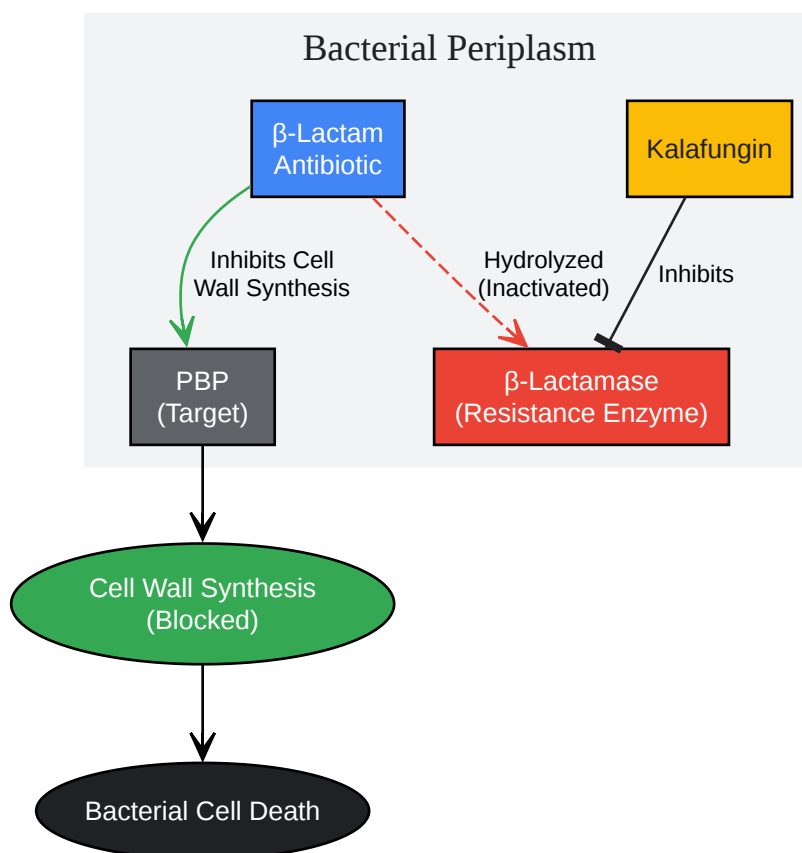 Bacterial Periplasm
β-Lactam
Antibiotic
Kalafungin
Inhibits Cell
Wall Synthesis
Hydrolyzed
(Inactivated)
Inhibits
PBP
(Target)
β-Lactamase
(Resistance Enzyme)
Cell Wall Synthesis
(Blocked)
Bacterial Cell Death